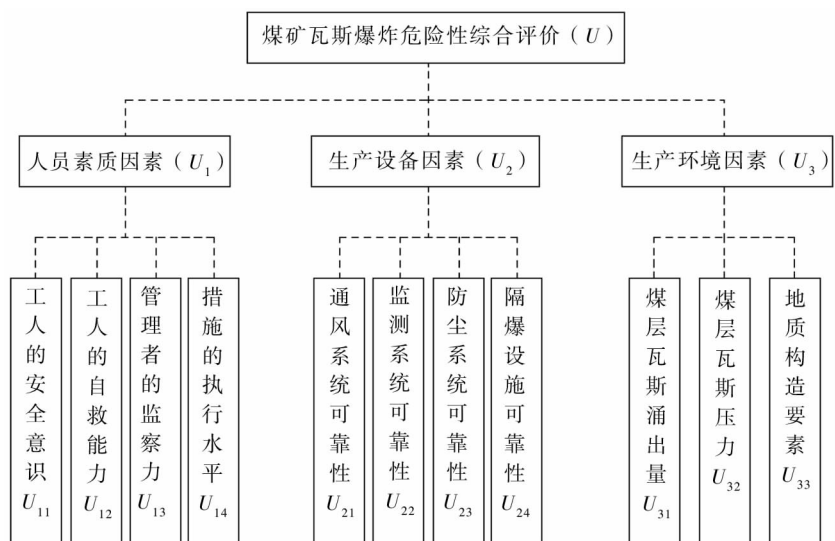 煤矿瓦斯爆炸危险性综合评价(U)
人员素质因素(U₁)
生产设备因素(U₂)
生产环境因素(U₃)
工人的安全意识U₁₁
工人的自救能力U₁₂
管理者的监察力U₁₃
措施的执行水平U₁₄
通风系统可靠性U₂₁
监测系统可靠性U₂₂
防尘系统可靠性U₂₃
隔爆设施可靠性U₂₄
煤层瓦斯涌出量U₃₁
煤层瓦斯压力U₃₂
地质构造要素U₃₃